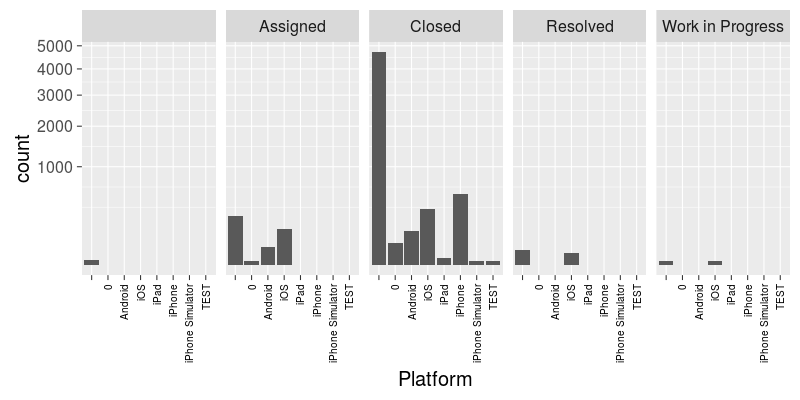 Assigned Closed Resolved Work in Progress
5000
4000
3000
2000
1000
count
0 Android iOS iPad iPhone iPhone Simulator TEST 0 Android iOS iPad iPhone iPhone Simulator TEST 0 Android iOS iPad iPhone iPhone Simulator TEST 0 Android iOS iPad iPhone iPhone Simulator TEST 0 Android iOS iPad iPhone iPhone Simulator TEST
Platform